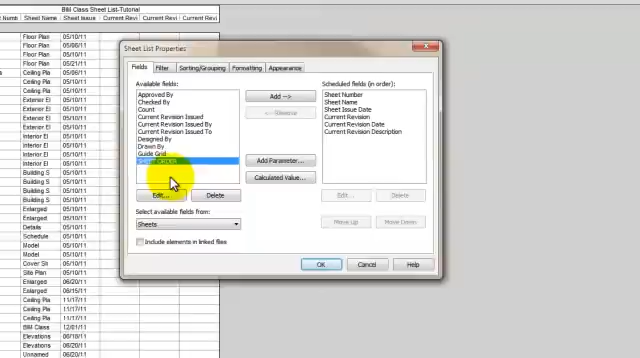 BIM Class Sheet List-Tutorial
Sheet Name Sheet Issue Current Revi Current Revi Current Revi
Floor Plan 05/10/11
Floor Plan 05/06/11
Floor Plan 05/10/11
Floor Plan 05/21/11
Ceiling Pla 05/06/11
Ceiling Pla 05/10/11
Ceiling Pla 05/10/11
Ceiling Pla 05/10/11
Exterior El 05/10/11
Exterior El 05/10/11
Exterior El 05/10/11
Interior El 05/10/11
Interior El 05/10/11
Interior El 05/10/11
Building S 05/10/11
Building S 05/10/11
Building S 05/10/11
Building S 05/10/11
Enlarged 05/10/11
Enlarged 05/10/11
Details 05/10/11
Schedule 05/10/11
Model 05/10/11
Model 05/10/11
Cover Sh 05/10/11
Site Plan 05/10/11
Enlarged 06/20/11
Enlarged 06/15/11
Ceiling Pla 11/17/11
Ceiling Pla 11/17/11
Ceiling Pla 11/17/11
BIM Class 12/01/11
Elevations 06/18/11
Elevations 06/20/11
Unnamed 06/20/11
Sheet List Properties
Fields Filter Sorting/Grouping Formatting Appearance
Available fields:
Approved By
Checked By
Count
Current Revision Issued
Current Revision Issued By
Current Revision Issued To
Designed By
Drawn By
Guide Grid
SHEET ORDER
Edit... Delete
Select available fields from:
Sheets
Include elements in linked files
Add -->
<-- Remove
Add Parameter...
Calculated Value...
Scheduled fields (in order):
Sheet Number
Sheet Name
Sheet Issue Date
Current Revision
Current Revision Date
Current Revision Description
Edit... Delete
Move Up Move Down
OK Cancel Help